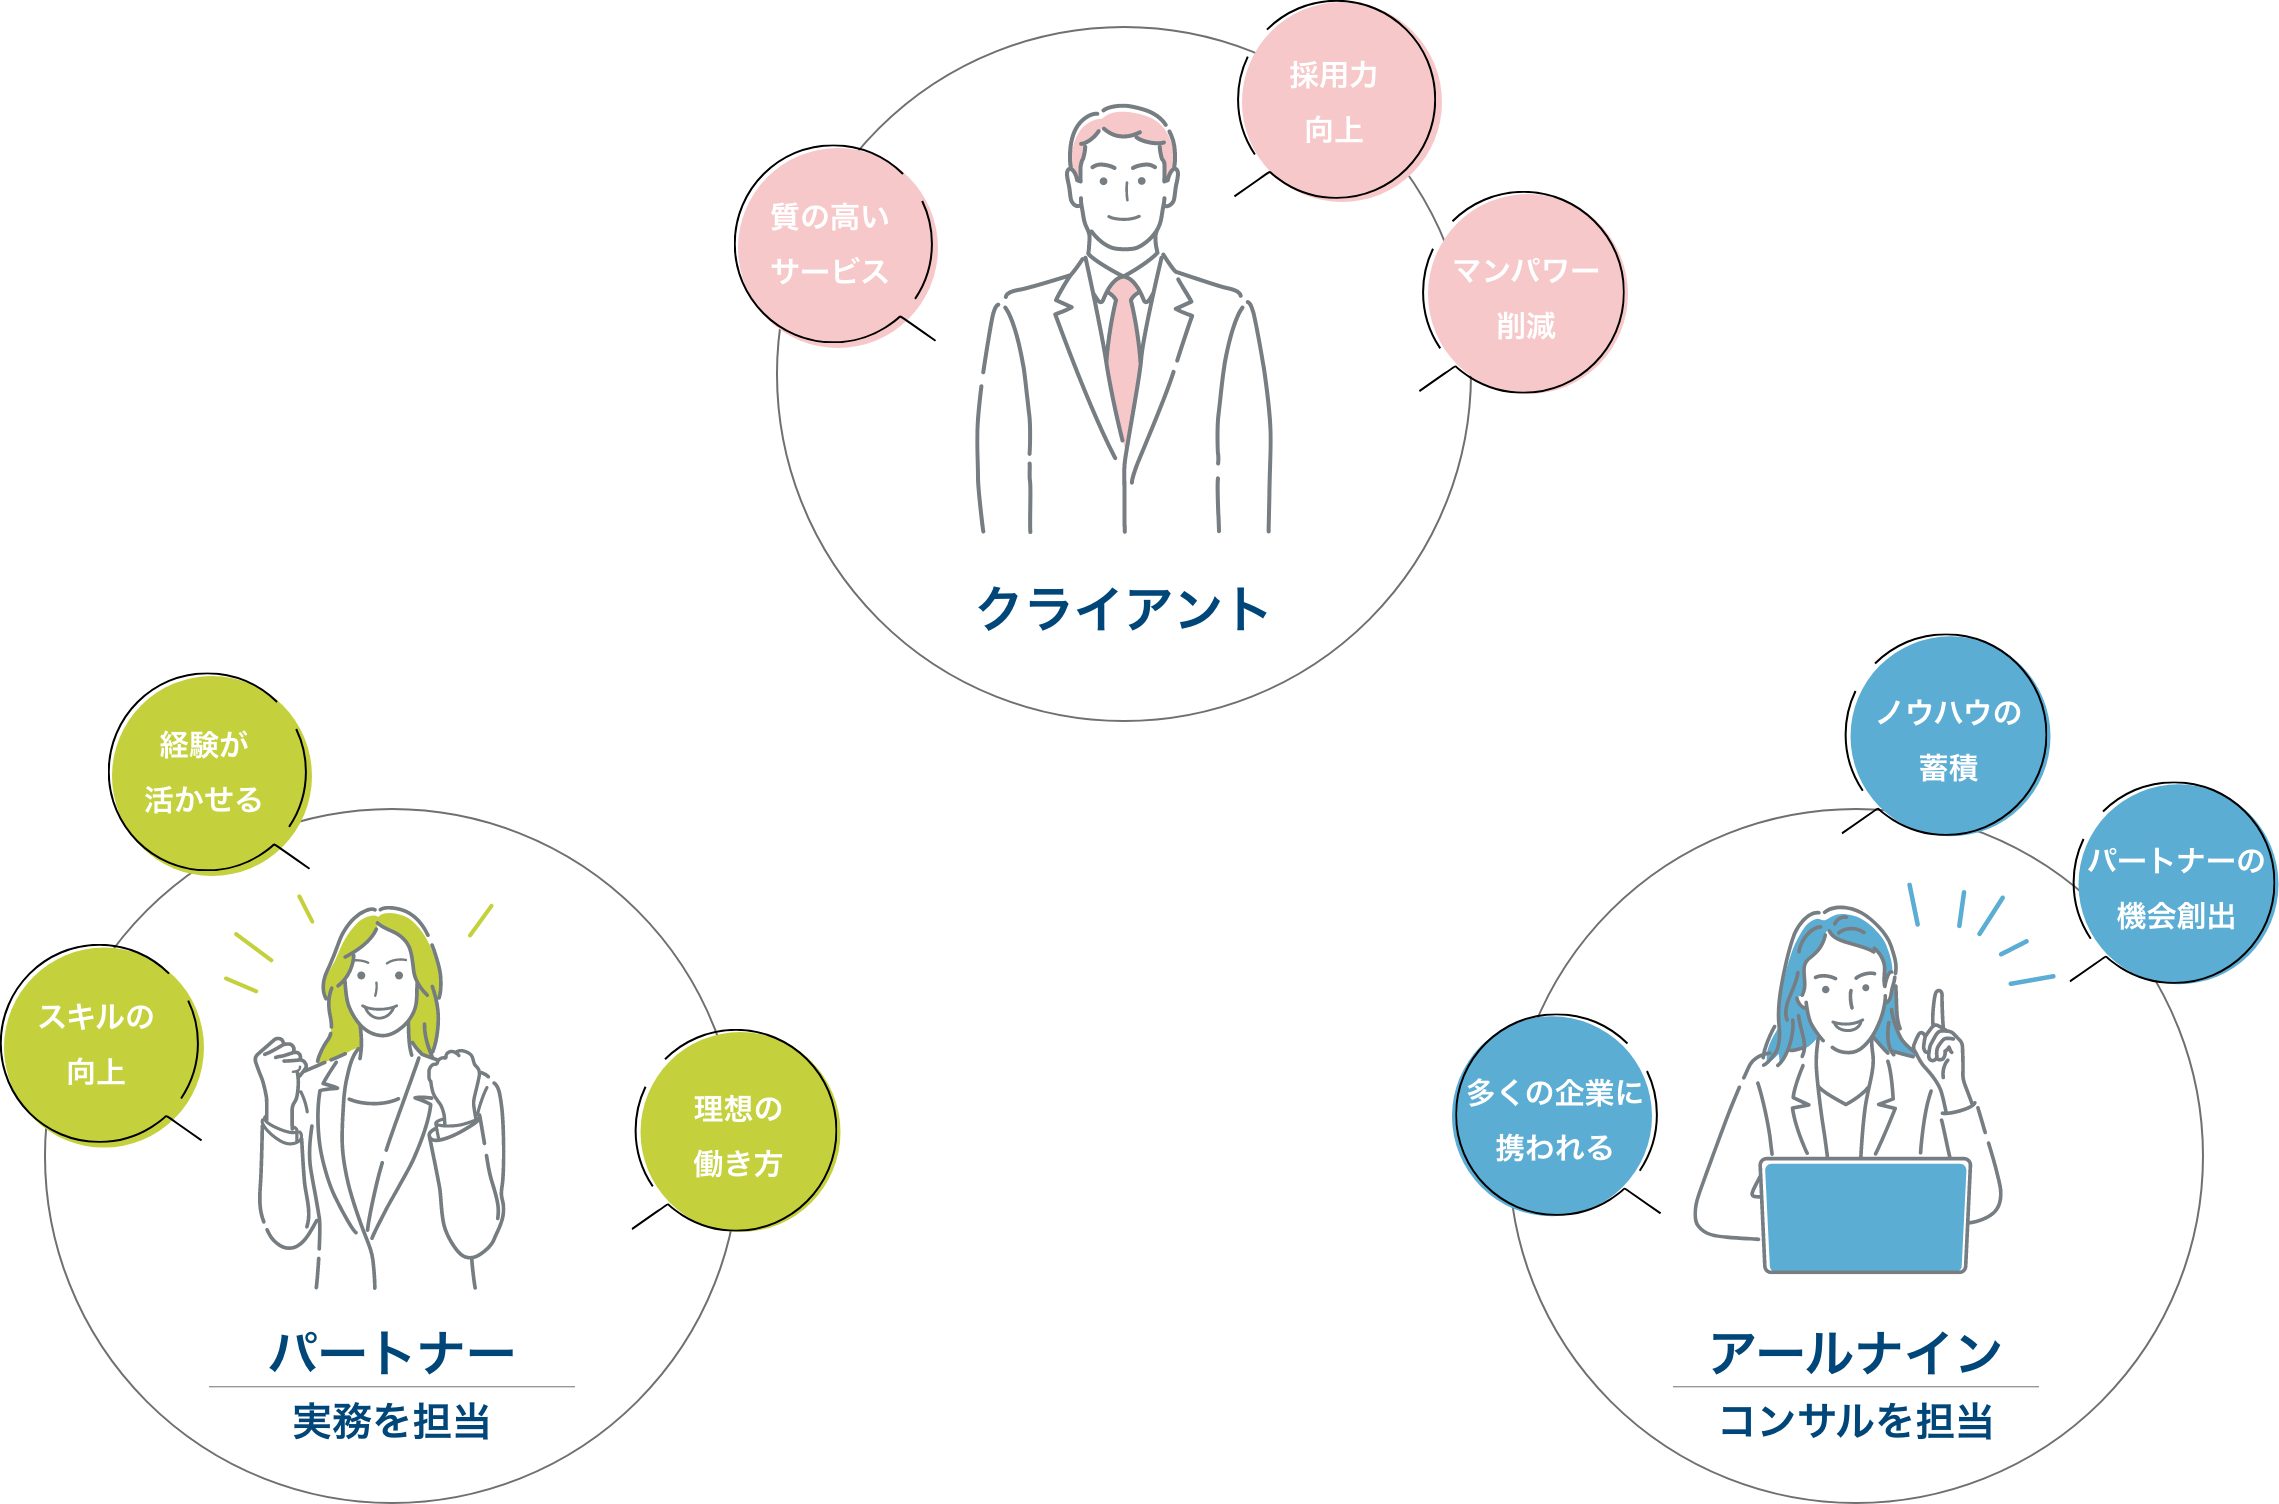 採用力
向上
質の高い
サービス
マンパワー
削減
クライアント
経験が
活かせる
スキルの
向上
理想の
働き方
パートナー
実務を担当
ノウハウの
蓄積
パートナーの
機会創出
多くの企業に
携われる
アールナイン
コンサルを担当